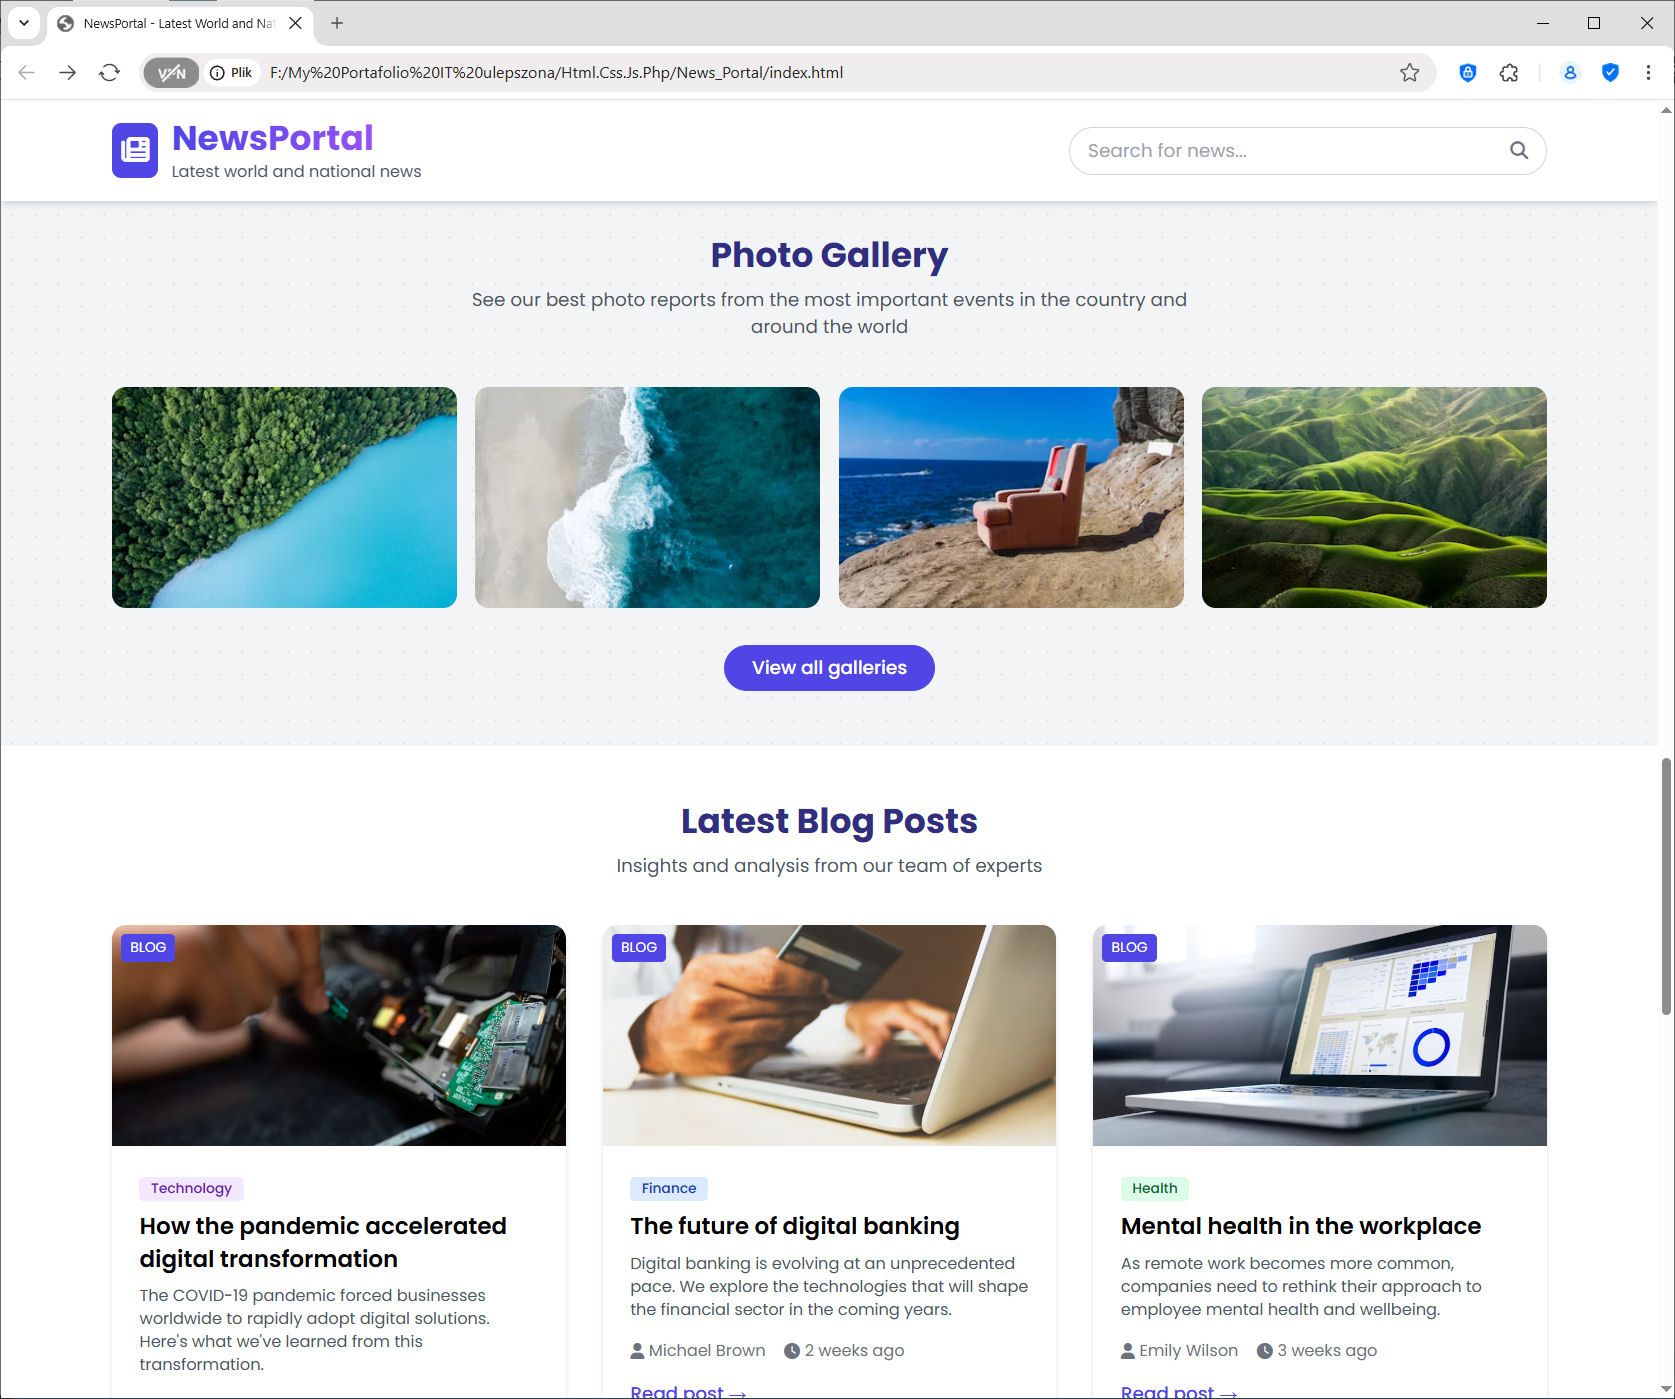 NewsPortal - Latest World and Na
VPN
Plik
F:/My%20Portafolio%20IT%20ulepszona/Html.Css.Js.Php/News_Portal/index.html
NewsPortal
Latest world and national news
Search for news...
Photo Gallery
See our best photo reports from the most important events in the country and
around the world
View all galleries
Latest Blog Posts
Insights and analysis from our team of experts
BLOG
Technology
How the pandemic accelerated
digital transformation
The COVID-19 pandemic forced businesses
worldwide to rapidly adopt digital solutions.
Here's what we've learned from this
transformation.
BLOG
Finance
The future of digital banking
Digital banking is evolving at an unprecedented
pace. We explore the technologies that will shape
the financial sector in the coming years.
Michael Brown 2 weeks ago
Read post →
BLOG
Health
Mental health in the workplace
As remote work becomes more common,
companies need to rethink their approach to
employee mental health and wellbeing.
Emily Wilson 3 weeks ago
Read post →